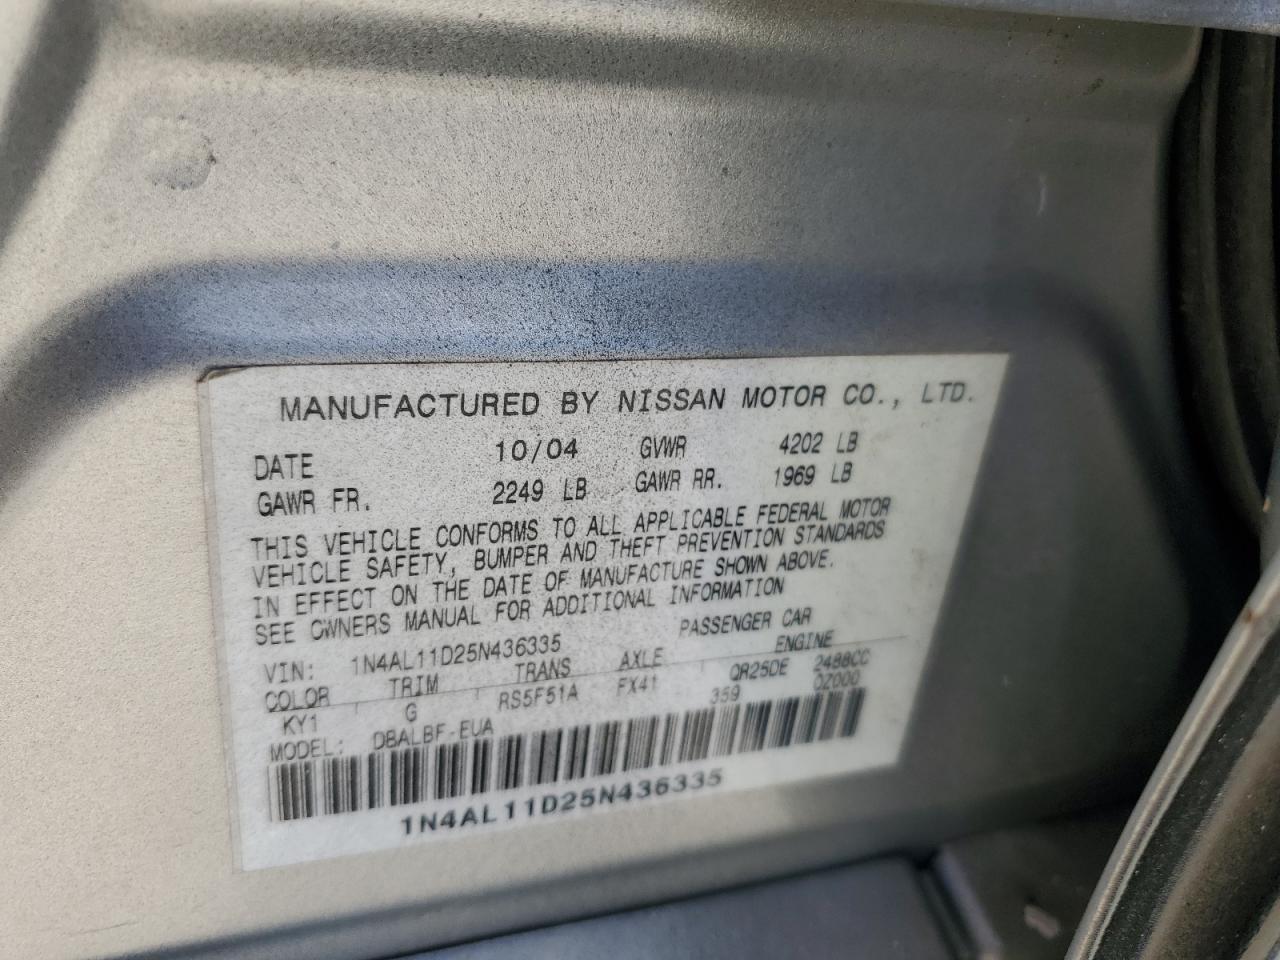 MANUFACTURED BY NISSAN MOTOR CO., LTD.
DATE 10/04 GVWR 4202 LB
GAWR FR. 2249 LB GAWR RR. 1969 LB
THIS VEHICLE CONFORMS TO ALL APPLICABLE FEDERAL MOTOR
VEHICLE SAFETY, BUMPER AND THEFT PREVENTION STANDARDS
IN EFFECT ON THE DATE OF MANUFACTURE SHOWN ABOVE.
SEE OWNERS MANUAL FOR ADDITIONAL INFORMATION
VIN: 1N4AL11D25N436335 PASSENGER CAR
COLOR TRIM TRANS AXLE ENGINE
KY1 G RS5F51A FX41 QR25DE 2488CC
MODEL: DBALBF-EUA 359 0Z000
1N4AL11D25N436335